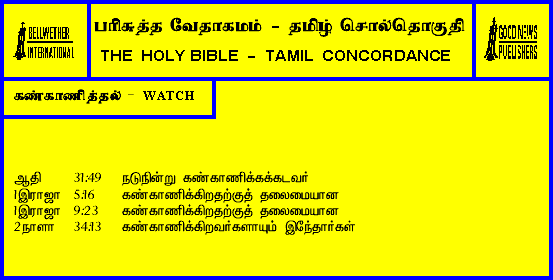 BELLWETHER
INTERNATIONAL
பரிசுத்த வேதாகமம் - தமிழ் சொல்தொகுதி
THE HOLY BIBLE - TAMIL CONCORDANCE
GOOD NEWS
PUBLISHERS
கண்காணித்தல் - WATCH
ஆதி 31:49 நடுநின்று கண்காணிக்கக்கடவர்
1இராஜா 5:16 கண்காணிக்கிறதற்குத் தலைமையான
1இராஜா 9:23 கண்காணிக்கிறதற்குத் தலைமையான
2நாளா 34:13 கண்காணிக்கிறவர்களாயும் இருந்தார்கள்